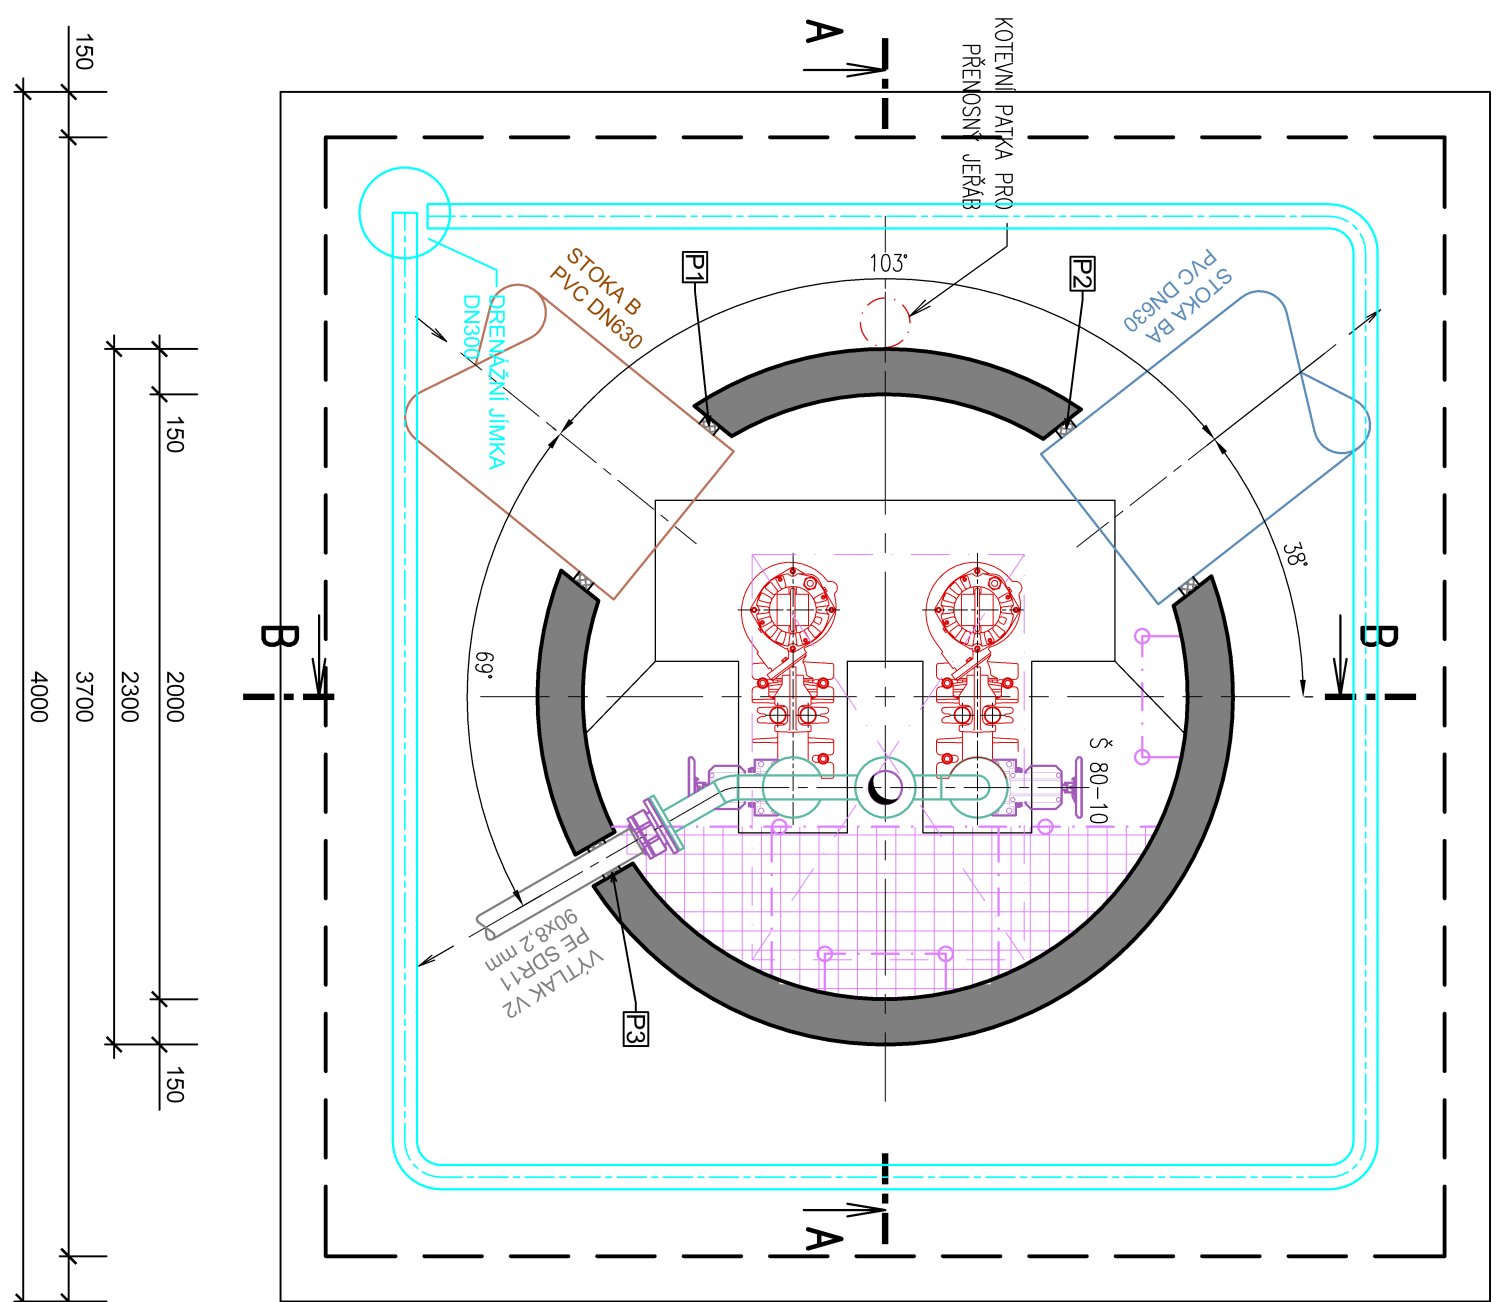 A
KOTEVNÍ PATKA PRO
PŘENOSNÝ JEŘÁB
150
103°
P1
P2
STOKA B
PVC DN630
STOKA BA
PVC DN630
DRENÁŽNÍ JÍMKA
DN300
150
38°
B
B
69°
4000
3700
2300
2000
Š 80-10
VÝTLAK V2
PE SDR11
90x8,2 mm
P3
150
A